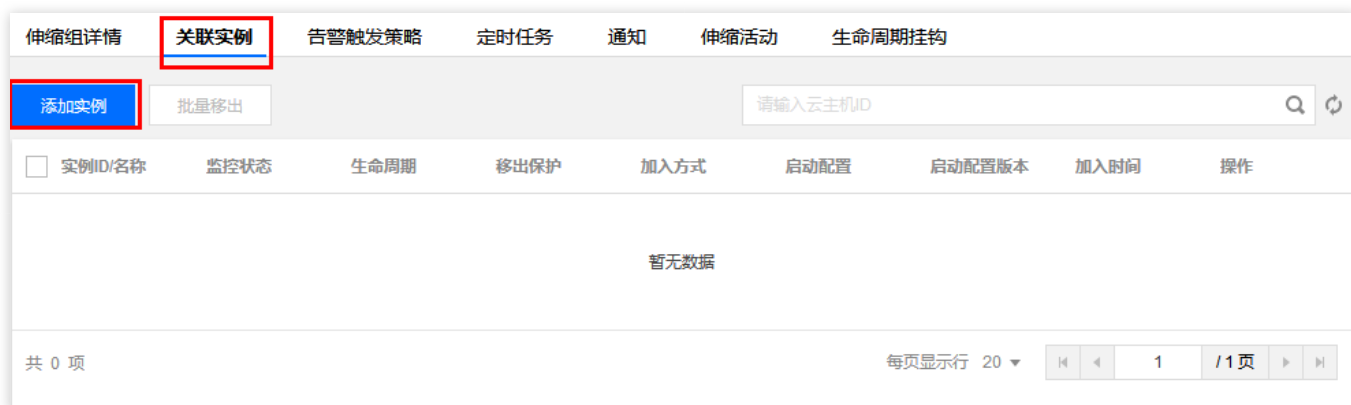 伸缩组详情 关联实例 告警触发策略 定时任务 通知 伸缩活动 生命周期挂钩
添加实例 批量移出 请输入云主机ID
实例ID/名称 监控状态 生命周期 移出保护 加入方式 启动配置 启动配置版本 加入时间 操作
暂无数据
共 0 项 每页显示行 20 1 / 1 页